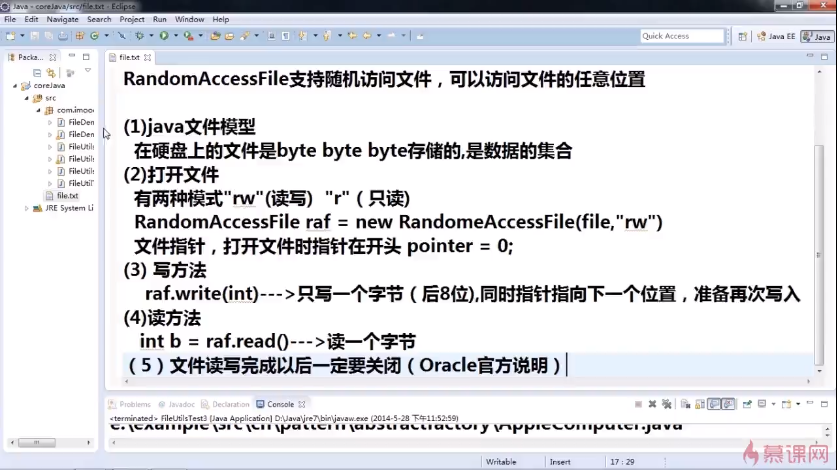 Java - coreJava/src/file.txt - Eclipse
File Edit Navigate Search Project Run Window Help
Quick Access
Java EE
Java
Packa
file.txt
coreJava
src
com.imooc
FileDen
FileDen
FileUtils
FileUtils
FileUtils
FileUtilT
file.txt
JRE System Li
RandomAccessFile支持随机访问文件，可以访问文件的任意位置
(1)java文件模型
在硬盘上的文件是byte byte byte存储的,是数据的集合
(2)打开文件
有两种模式"rw"(读写） "r"（只读)
RandomAccessFile raf = new RandomeAccessFile(file,"rw")
文件指针，打开文件时指针在开头 pointer = 0;
(3) 写方法
raf.write(int)--->只写一个字节（后8位),同时指针指向下一个位置，准备再次写入
(4)读方法
int b = raf.read()--->读一个字节
（5）文件读写完成以后一定要关闭（Oracle官方说明）
Problems Javadoc Declaration Console
<terminated> FileUtilsTest3 [Java Application] D:\Java\jre7\bin\javaw.exe (2014-5-28 下午11:52:59)
e:\example\src\cn\pattern\abstractfactory\AppleComputer.java
Writable Insert 17 : 29
慕课网